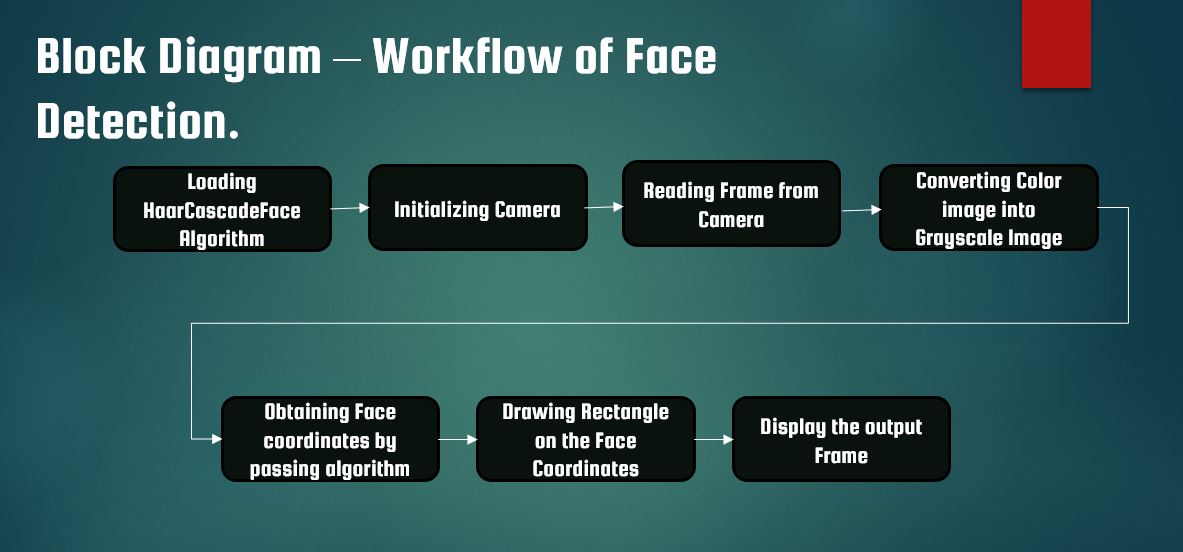 Block Diagram – Workflow of Face
Detection.
Loading
HaarCascadeFace
Algorithm
Initializing Camera
Reading Frame from
Camera
Converting Color
image into
Grayscale Image
Obtaining Face
coordinates by
passing algorithm
Drawing Rectangle
on the Face
Coordinates
Display the output
Frame